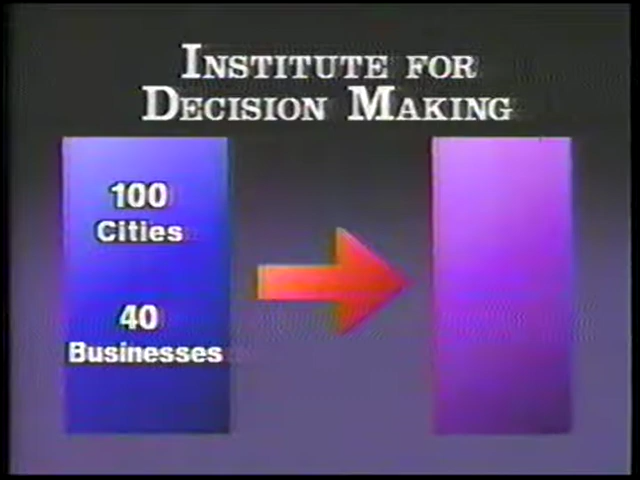 INSTITUTE FOR
DECISION MAKING
100
Cities
40
Businesses